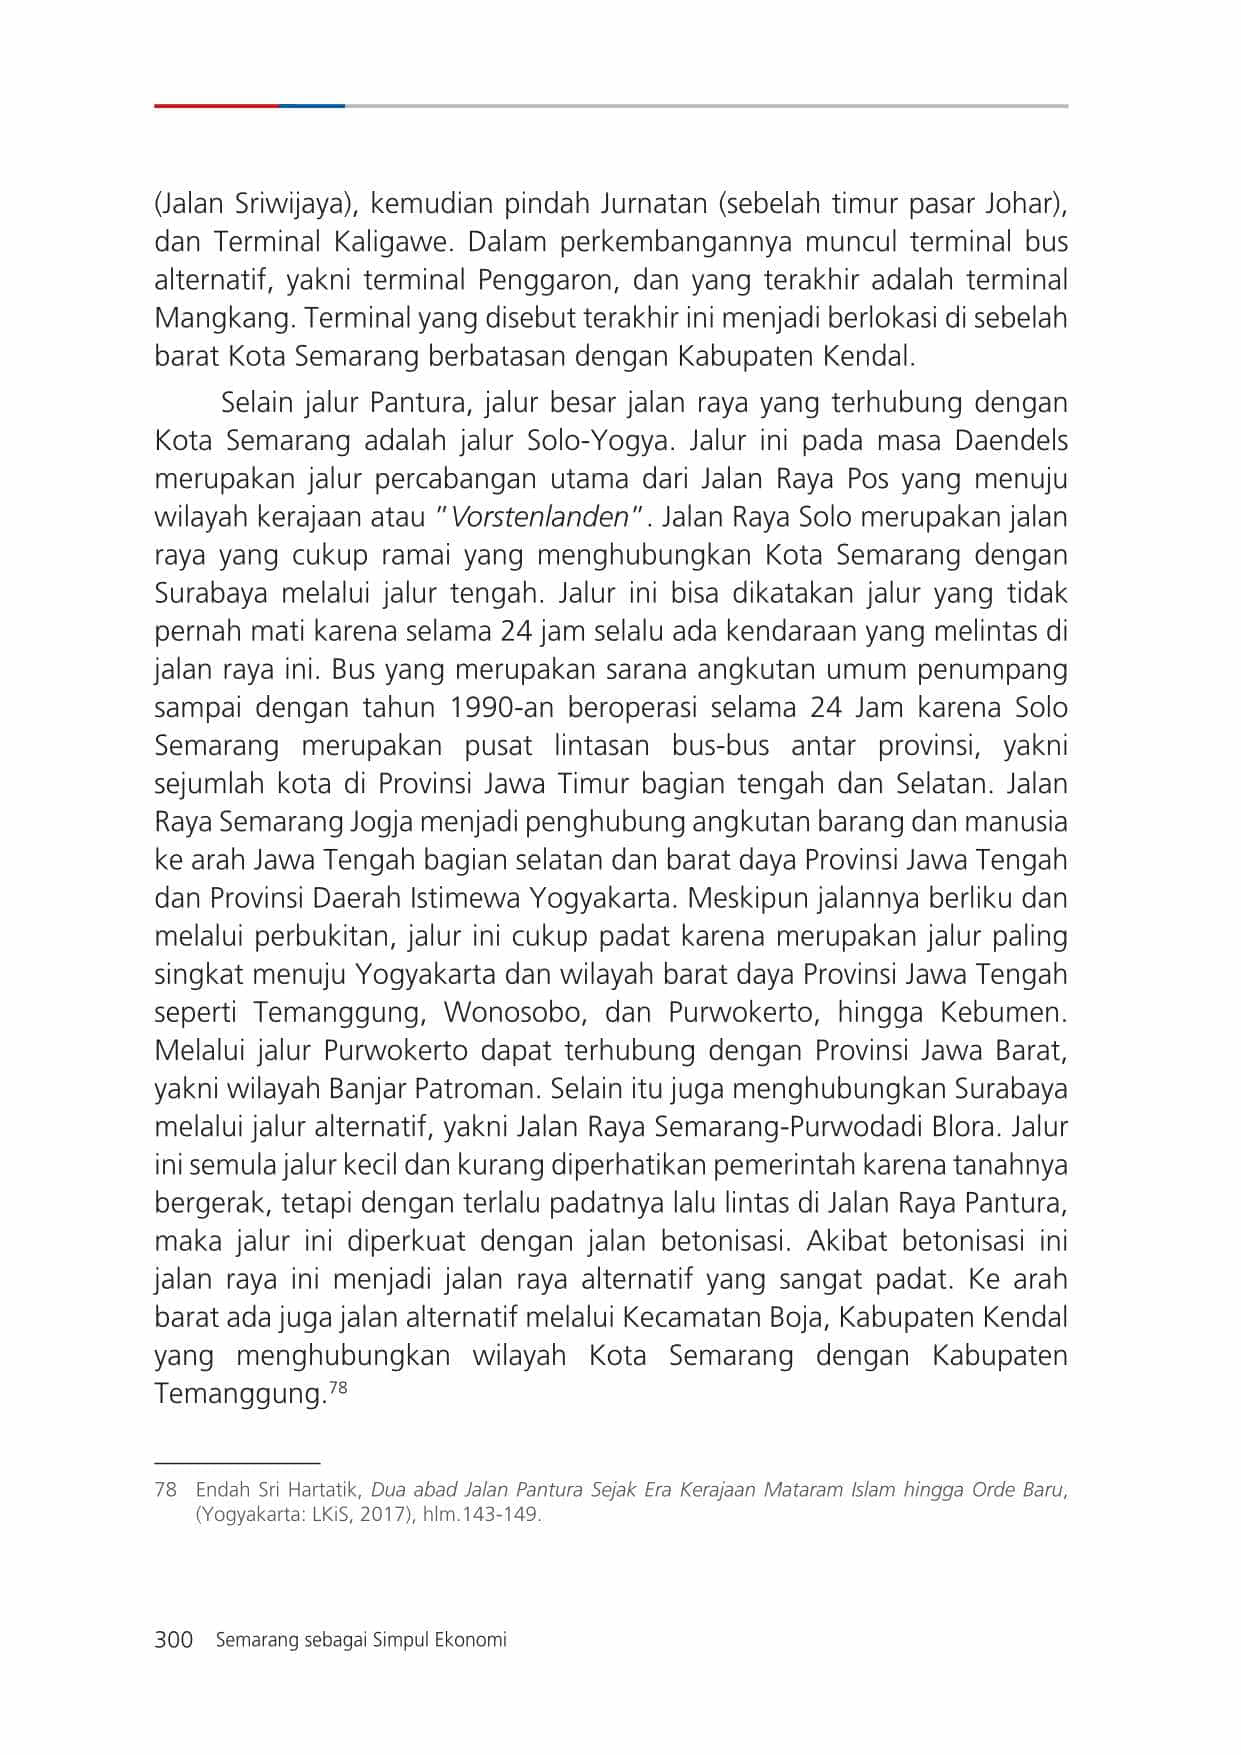 (Jalan Sriwijaya), kemudian pindah Jurnatan (sebelah timur pasar Johar),
dan Terminal Kaligawe. Dalam perkembangannya muncul terminal bus
alternatif, yakni terminal Penggaron, dan yang terakhir adalah terminal
Mangkang. Terminal yang disebut terakhir ini menjadi berlokasi di sebelah
barat Kota Semarang berbatasan dengan Kabupaten Kendal.
Selain jalur Pantura, jalur besar jalan raya yang terhubung dengan
Kota Semarang adalah jalur Solo-Yogya. Jalur ini pada masa Daendels
merupakan jalur percabangan utama dari Jalan Raya Pos yang menuju
wilayah kerajaan atau "Vorstenlanden". Jalan Raya Solo merupakan jalan
raya yang cukup ramai yang menghubungkan Kota Semarang dengan
Surabaya melalui jalur tengah. Jalur ini bisa dikatakan jalur yang tidak
pernah mati karena selama 24 jam selalu ada kendaraan yang melintas di
jalan raya ini. Bus yang merupakan sarana angkutan umum penumpang
sampai dengan tahun 1990-an beroperasi selama 24 Jam karena Solo
Semarang merupakan pusat lintasan bus-bus antar provinsi, yakni
sejumlah kota di Provinsi Jawa Timur bagian tengah dan Selatan. Jalan
Raya Semarang Jogja menjadi penghubung angkutan barang dan manusia
ke arah Jawa Tengah bagian selatan dan barat daya Provinsi Jawa Tengah
dan Provinsi Daerah Istimewa Yogyakarta. Meskipun jalannya berliku dan
melalui perbukitan, jalur ini cukup padat karena merupakan jalur paling
singkat menuju Yogyakarta dan wilayah barat daya Provinsi Jawa Tengah
seperti Temanggung, Wonosobo, dan Purwokerto, hingga Kebumen.
Melalui jalur Purwokerto dapat terhubung dengan Provinsi Jawa Barat,
yakni wilayah Banjar Patroman. Selain itu juga menghubungkan Surabaya
melalui jalur alternatif, yakni Jalan Raya Semarang-Purwodadi Blora. Jalur
ini semula jalur kecil dan kurang diperhatikan pemerintah karena tanahnya
bergerak, tetapi dengan terlalu padatnya lalu lintas di Jalan Raya Pantura,
maka jalur ini diperkuat dengan jalan betonisasi. Akibat betonisasi ini
jalan raya ini menjadi jalan raya alternatif yang sangat padat. Ke arah
barat ada juga jalan alternatif melalui Kecamatan Boja, Kabupaten Kendal
yang menghubungkan wilayah Kota Semarang dengan Kabupaten
Temanggung.78
78 Endah Sri Hartatik, Dua abad Jalan Pantura Sejak Era Kerajaan Mataram Islam hingga Orde Baru,
(Yogyakarta: LKiS, 2017), hlm.143-149.
300 Semarang sebagai Simpul Ekonomi